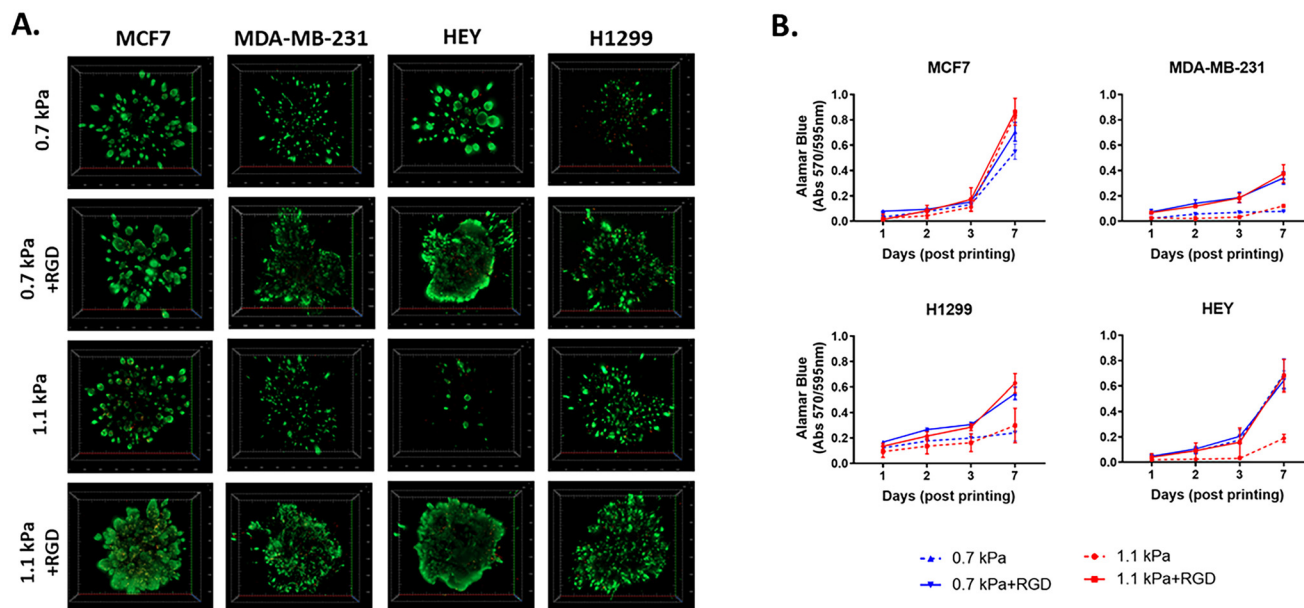 A.
MCF7 MDA-MB-231 HEY H1299
0.7 kPa
0.7 kPa
+RGD
1.1 kPa
1.1 kPa
+RGD
B.
MCF7
Alamar Blue
(Abs 570/595nm)
1.0
0.8
0.6
0.4
0.2
0.0
1 2 3 7
Days (post printing)
MDA-MB-231
1.0
0.8
0.6
0.4
0.2
0.0
1 2 3 7
Days (post printing)
H1299
Alamar Blue
(Abs 570/595nm)
1.0
0.8
0.6
0.4
0.2
0.0
1 2 3 7
Days (post printing)
HEY
1.0
0.8
0.6
0.4
0.2
0.0
1 2 3 7
Days (post printing)
0.7 kPa 1.1 kPa
0.7 kPa+RGD 1.1 kPa+RGD